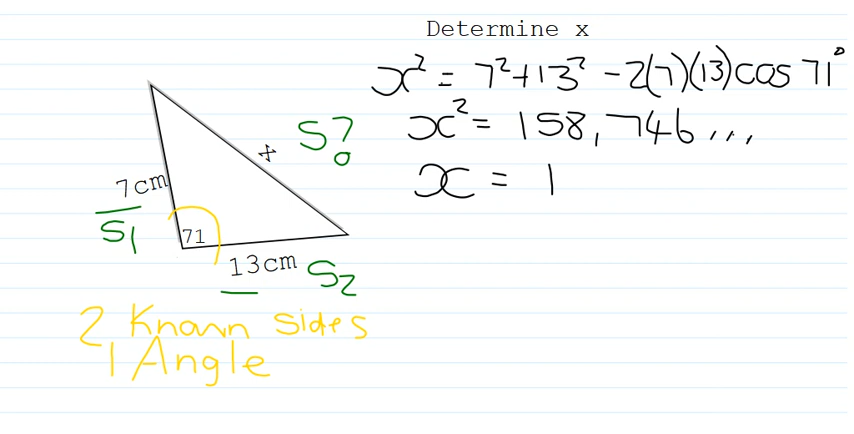 Determine x
x² = 7² + 13² - 2(7)(13) cos 71°
x² = 158,746...
x = 1
S?
x
7cm
S1
71
13cm
S2
2 Known sides
1 Angle